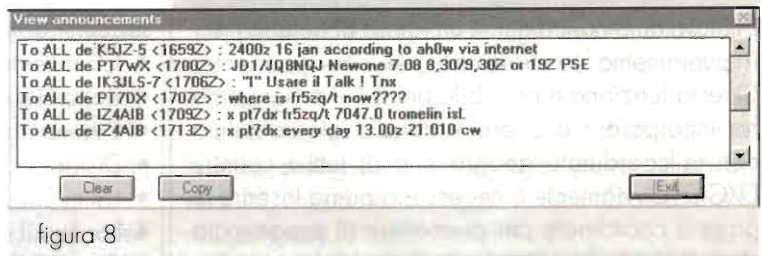 View announcements
To ALL de K5JZ-5 <1659Z> : 2400z 16 jan according to ah0w via internet
To ALL de PT7WX <1700Z> : JD1/JQ8NQJ Newone 7.08 8,30/9,30Z or 19Z PSE
To ALL de IK3JLS-7 <1706Z> : "I" Usare il Talk ! Tnx
To ALL de PT7DX <1707Z> : where is fr5zq/t now????
To ALL de IZ4AIB <1709Z> : x pt7dx fr5zq/t 7047.0 tromelin isl.
To ALL de IZ4AIB <1713Z> : x pt7dx every day 13.00z 21.010 cw
Clear Copy Exit
figura 8